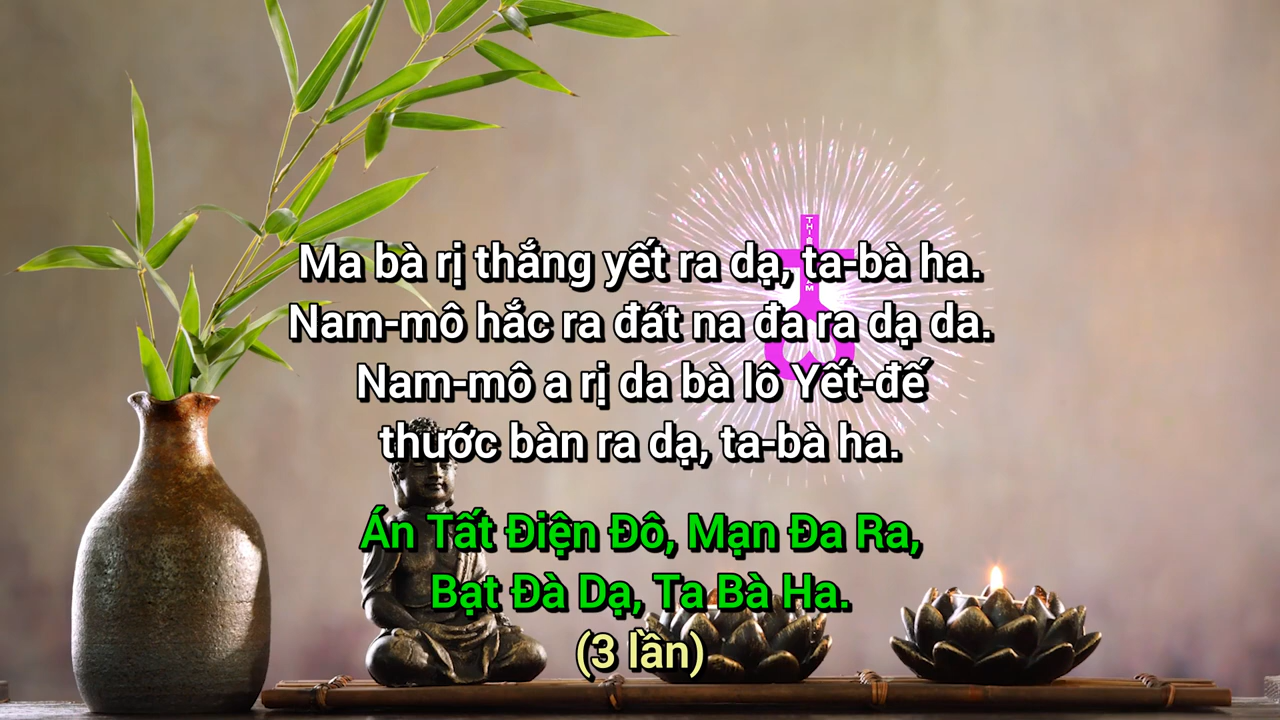 Ma bà rị thắng yết ra dạ, ta-bà ha.
Nam-mô hắc ra đát na đa ra dạ da.
Nam-mô a rị da bà lô Yết-đế
thước bàn ra dạ, ta-bà ha.
Án Tất Điện Đô, Mạn Đa Ra,
Bạt Đà Dạ, Ta Bà Ha.
(3 lần)